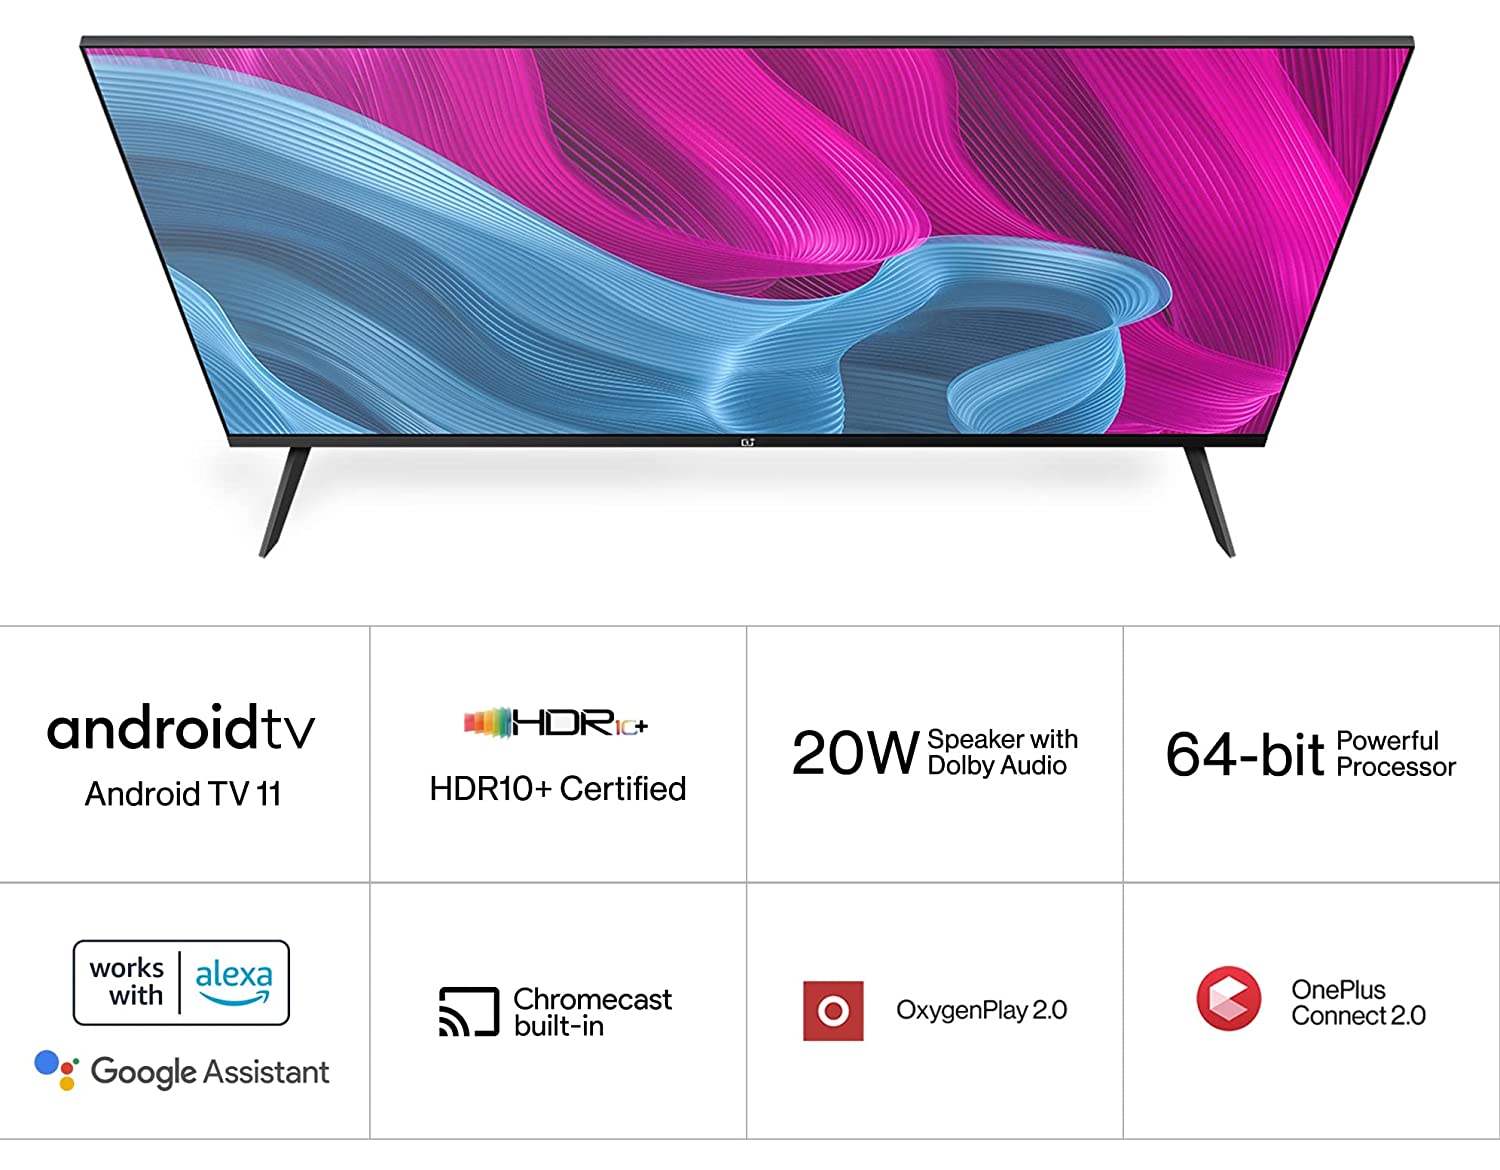 androidtv
Android TV 11
HDR10+
HDR10+ Certified
20W Speaker with
Dolby Audio
64-bit Powerful
Processor
works
with
alexa
Google Assistant
Chromecast
built-in
OxygenPlay 2.0
OnePlus
Connect 2.0